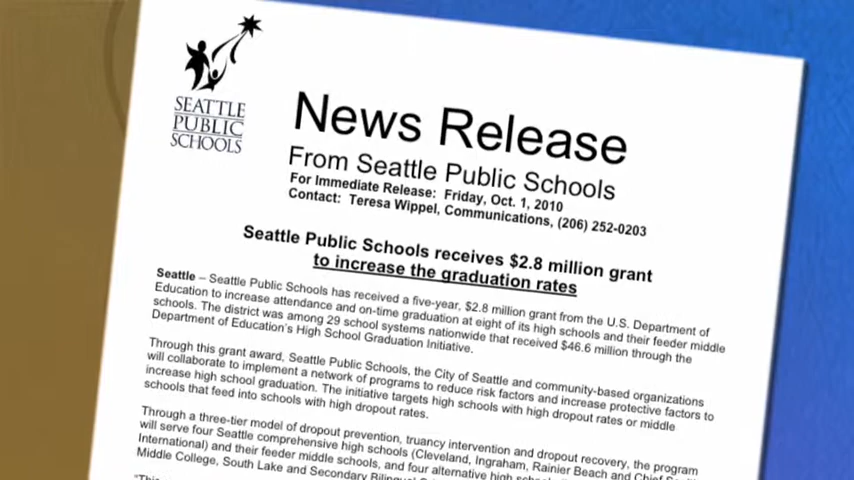 SEATTLE
PUBLIC
SCHOOLS
News Release
From Seattle Public Schools
For Immediate Release: Friday, Oct. 1, 2010
Contact: Teresa Wippel, Communications, (206) 252-0203
Seattle Public Schools receives $2.8 million grant
to increase the graduation rates
Seattle – Seattle Public Schools has received a five-year, $2.8 million grant from the U.S. Department of
Education to increase attendance and on-time graduation at eight of its high schools and their feeder middle
schools. The district was among 29 school systems nationwide that received $46.6 million through the
Department of Education's High School Graduation Initiative.
Through this grant award, Seattle Public Schools, the City of Seattle and community-based organizations
will collaborate to implement a network of programs to reduce risk factors and increase protective factors to
increase high school graduation. The initiative targets high schools with high dropout rates or middle
schools that feed into schools with high dropout rates.
Through a three-tier model of dropout prevention, truancy intervention and dropout recovery, the program
will serve four Seattle comprehensive high schools (Cleveland, Ingraham, Rainier Beach and Chief
International) and their feeder middle schools, and four alternative high
Middle College, South Lake and Secondary